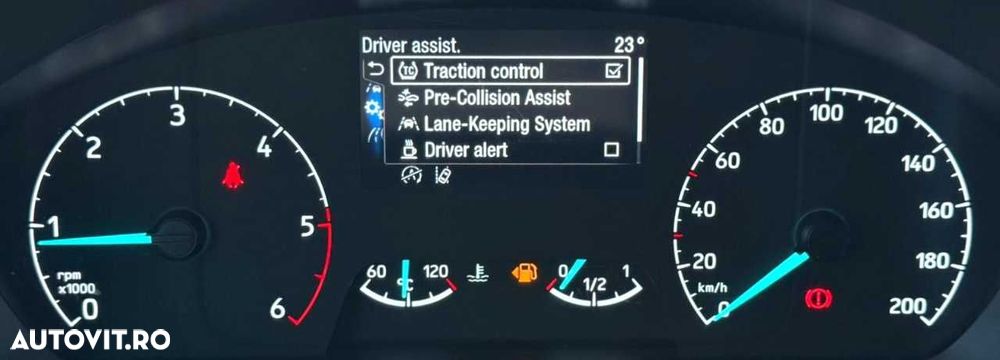 Driver assist. 23°
TC Traction control
Pre-Collision Assist
Lane-Keeping System
Driver alert
0
1
2
3
4
5
6
rpm
x1000
60 120
°C
0 1/2 1
0
20
40
60
80
100
120
140
160
180
200
km/h
AUTOVIT.RO